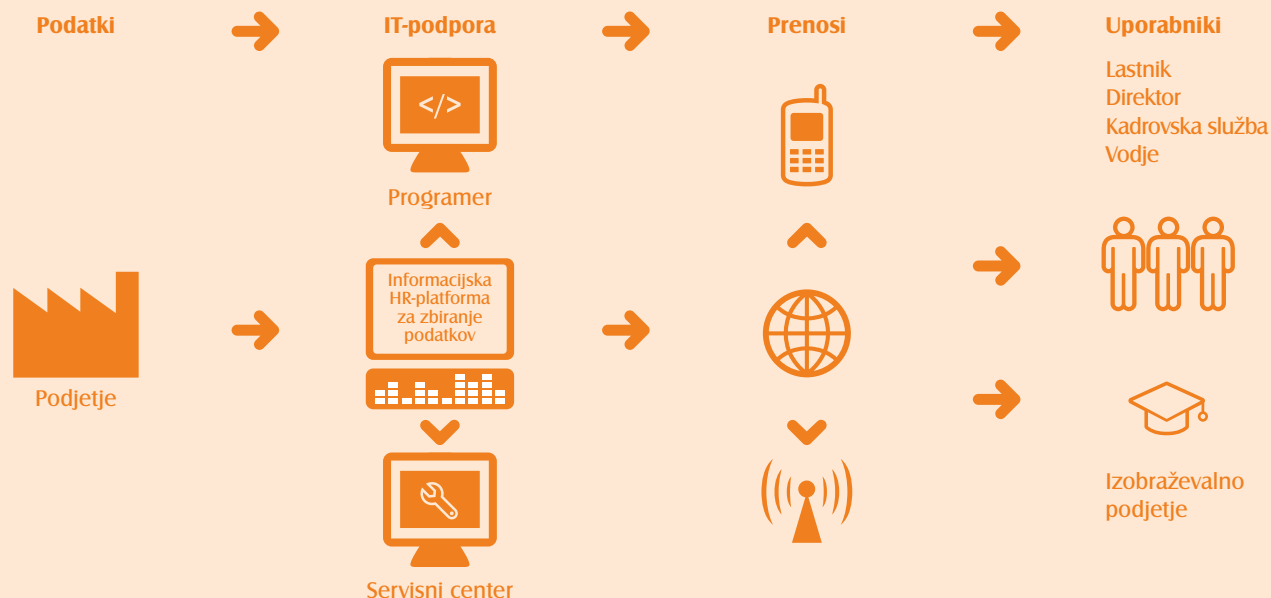 Podatki
IT-podpora
Prenosi
Uporabniki
Lastnik
Direktor
Kadrovska služba
Vodje
</>
Programer
Informacijska
HR-platforma
za zbiranje
podatkov
Podjetje
Servisni center
Izobraževalno
podjetje